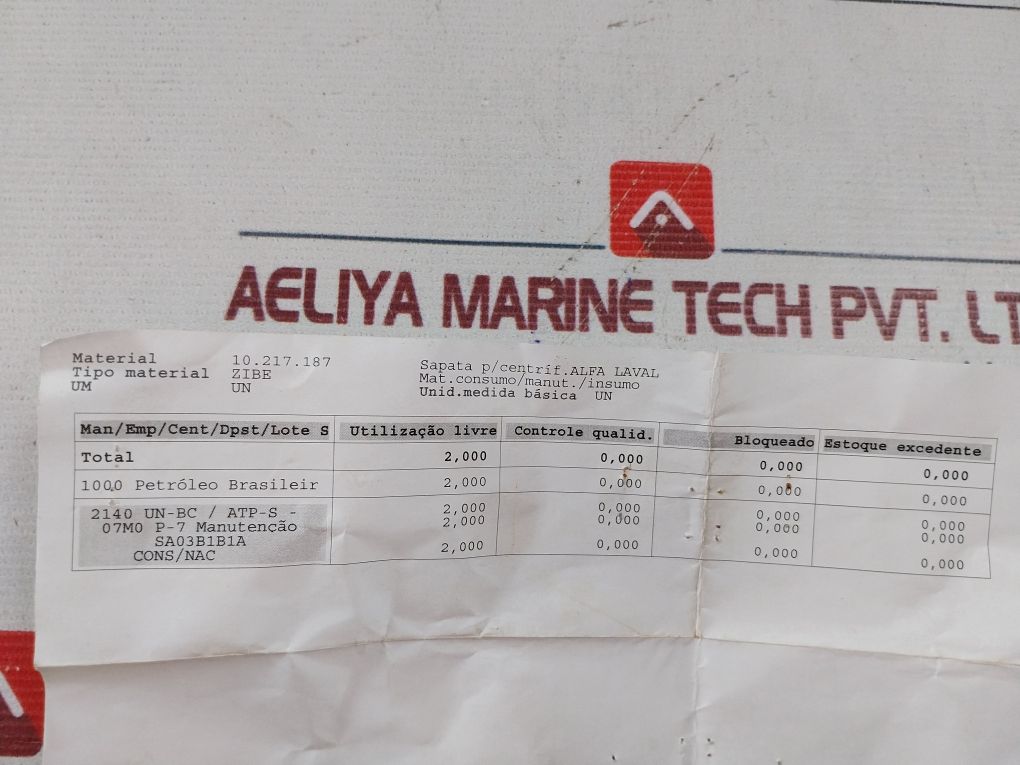 AELIYA MARINE TECH PVT. LT
Material 10.217.187 Sapata p/centríf.ALFA LAVAL
Tipo material ZIBE Mat.consumo/manut./insumo
UM UN Unid.medida básica UN
Man/Emp/Cent/Dpst/Lote S Utilização livre Controle qualid. Bloqueado Estoque excedente
Total 2,000 0,000 0,000 0,000
1000 Petróleo Brasileir 2,000 0,000 0,000 0,000
2140 UN-BC / ATP-S - 2,000 0,000 0,000 0,000
07M0 P-7 Manutencão 2,000 0,000 0,000 0,000
SA03B1B1A
CONS/NAC 2,000 0,000 0,000 0,000